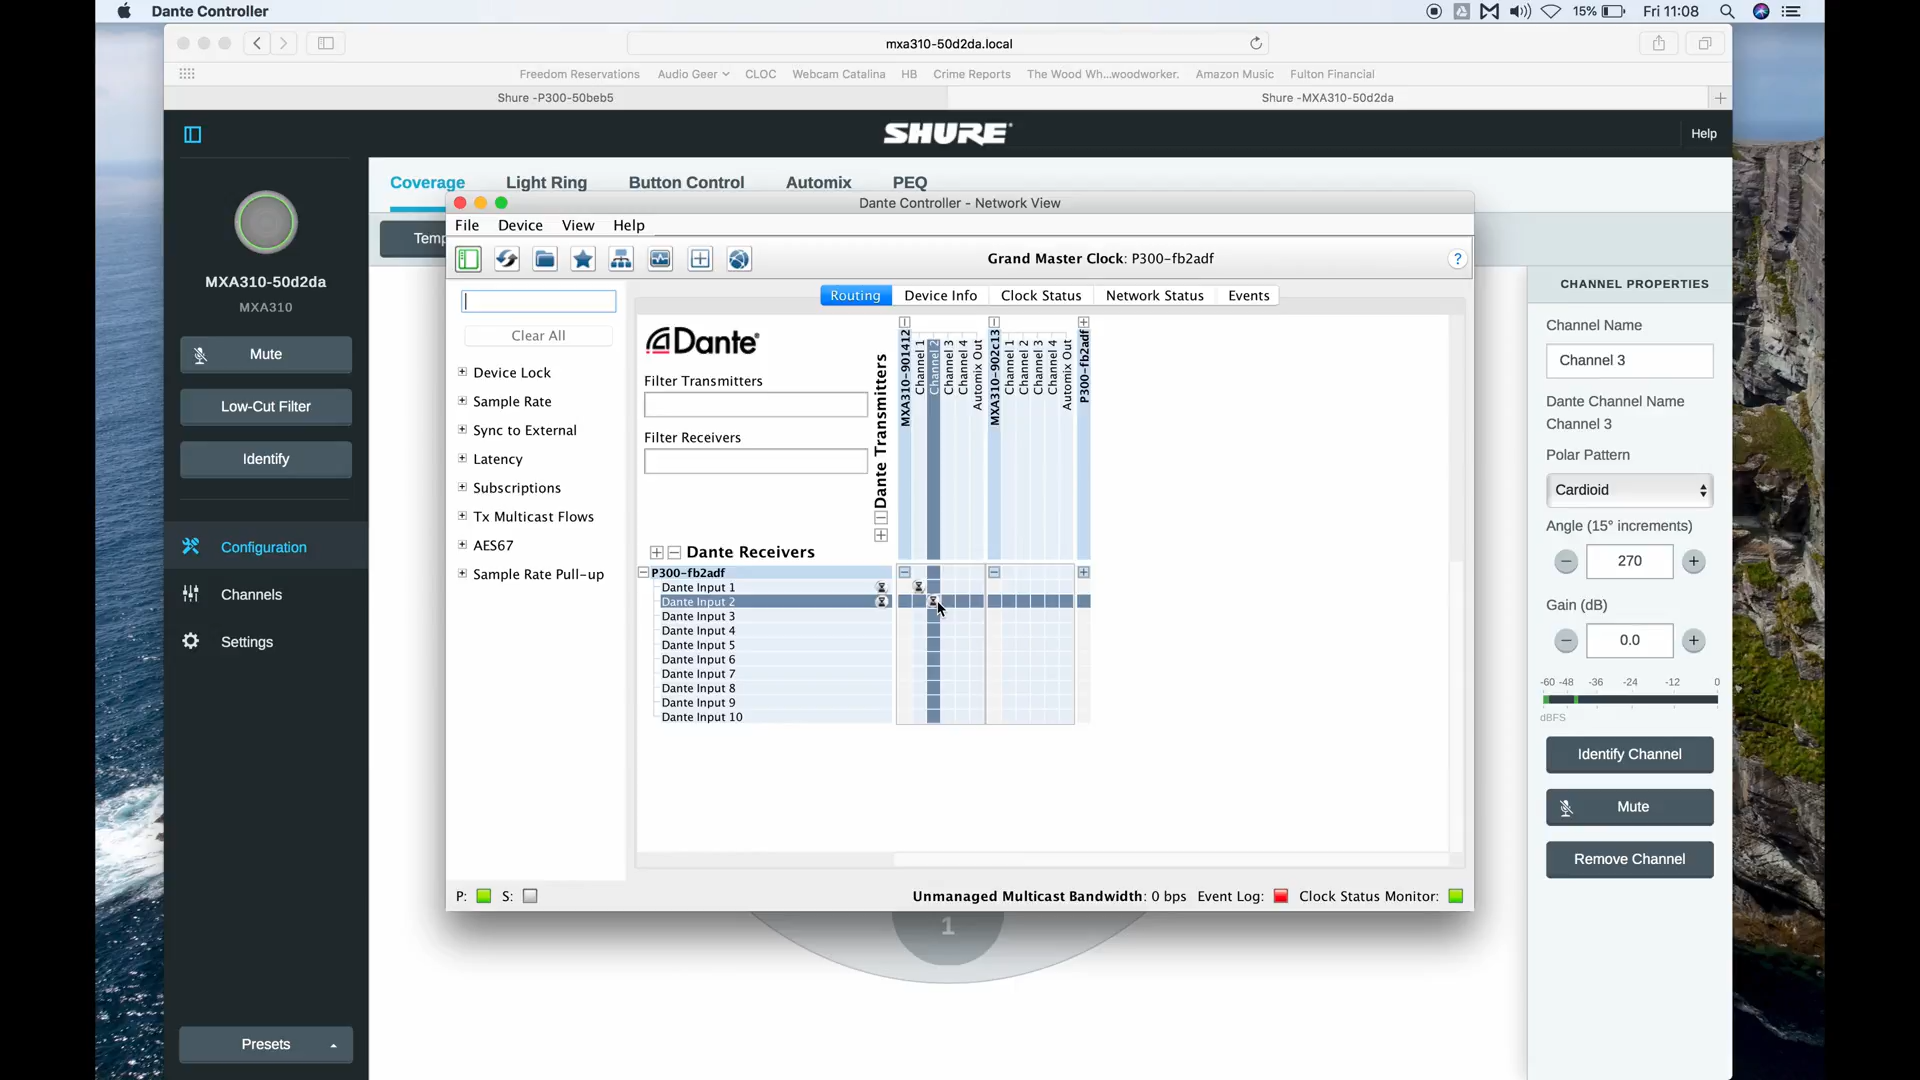 Dante Controller
15%
Fri 11:08
mxa310-50d2da.local
Freedom Reservations
Audio Geer
CLOC
Webcam Catalina
HB
Crime Reports
The Wood Wh...woodworker.
Amazon Music
Fulton Financial
Shure -P300-50beb5
Shure -MXA310-50d2da
SHURE
Help
Coverage
Light Ring
Button Control
Automix
PEQ
Temp
MXA310-50d2da
MXA310
Mute
Low-Cut Filter
Identify
Configuration
Channels
Settings
Presets
Dante Controller - Network View
File
Device
View
Help
Grand Master Clock: P300-fb2adf
?
Clear All
Device Lock
Sample Rate
Sync to External
Latency
Subscriptions
Tx Multicast Flows
AES67
Sample Rate Pull-up
Routing
Device Info
Clock Status
Network Status
Events
Dante
Filter Transmitters
Filter Receivers
Dante Transmitters
MXA310-901412
Channel 1
Channel 2
Channel 3
Channel 4
Automix Out
MXA310-902c13
Channel 1
Channel 2
Channel 3
Channel 4
Automix Out
P300-fb2adf
Dante Receivers
P300-fb2adf
Dante Input 1
Dante Input 2
Dante Input 3
Dante Input 4
Dante Input 5
Dante Input 6
Dante Input 7
Dante Input 8
Dante Input 9
Dante Input 10
P:
S:
Unmanaged Multicast Bandwidth: 0 bps
Event Log:
Clock Status Monitor:
1
CHANNEL PROPERTIES
Channel Name
Channel 3
Dante Channel Name
Channel 3
Polar Pattern
Cardioid
Angle (15° increments)
270
Gain (dB)
0.0
-60 -48 -36 -24 -12 0
dBFS
Identify Channel
Mute
Remove Channel